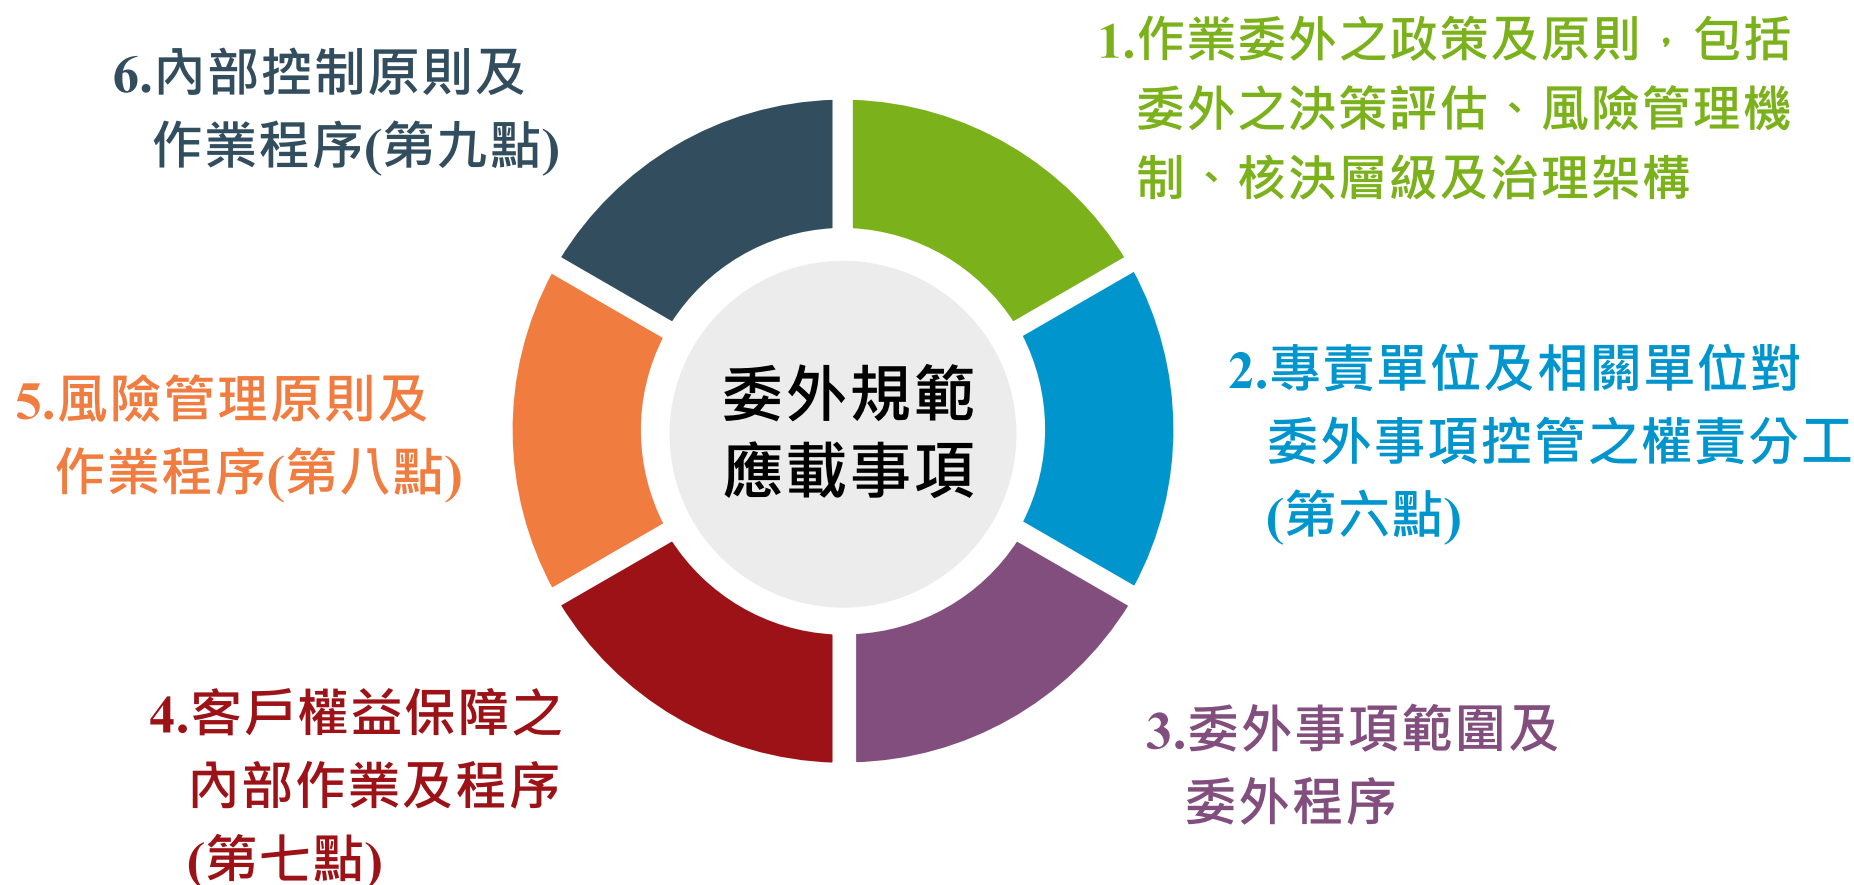 1.作業委外之政策及原則，包括
委外之決策評估、風險管理機
制、核決層級及治理架構
2.專責單位及相關單位對
委外事項控管之權責分工
(第六點)
3.委外事項範圍及
委外程序
4.客戶權益保障之
內部作業及程序
(第七點)
5.風險管理原則及
作業程序(第八點)
6.內部控制原則及
作業程序(第九點)
委外規範
應載事項